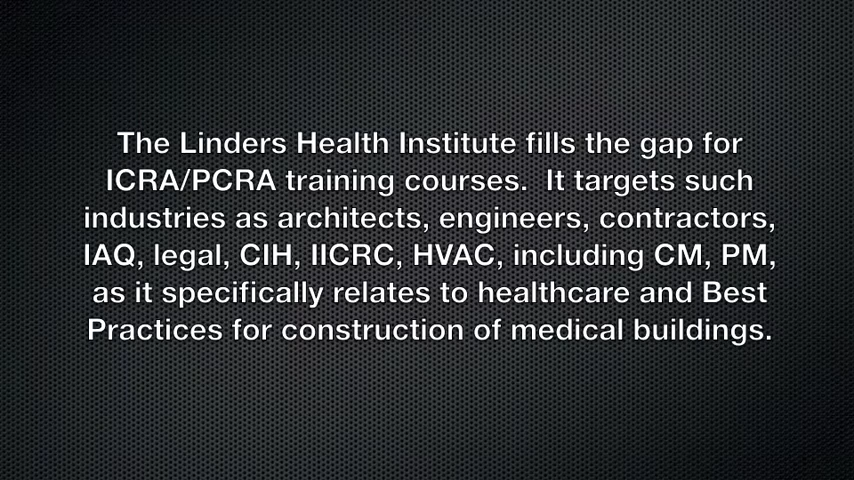 The Linders Health Institute fills the gap for
ICRA/PCRA training courses.  It targets such
industries as architects, engineers, contractors,
IAQ, legal, CIH, IICRC, HVAC, including CM, PM,
as it specifically relates to healthcare and Best
Practices for construction of medical buildings.